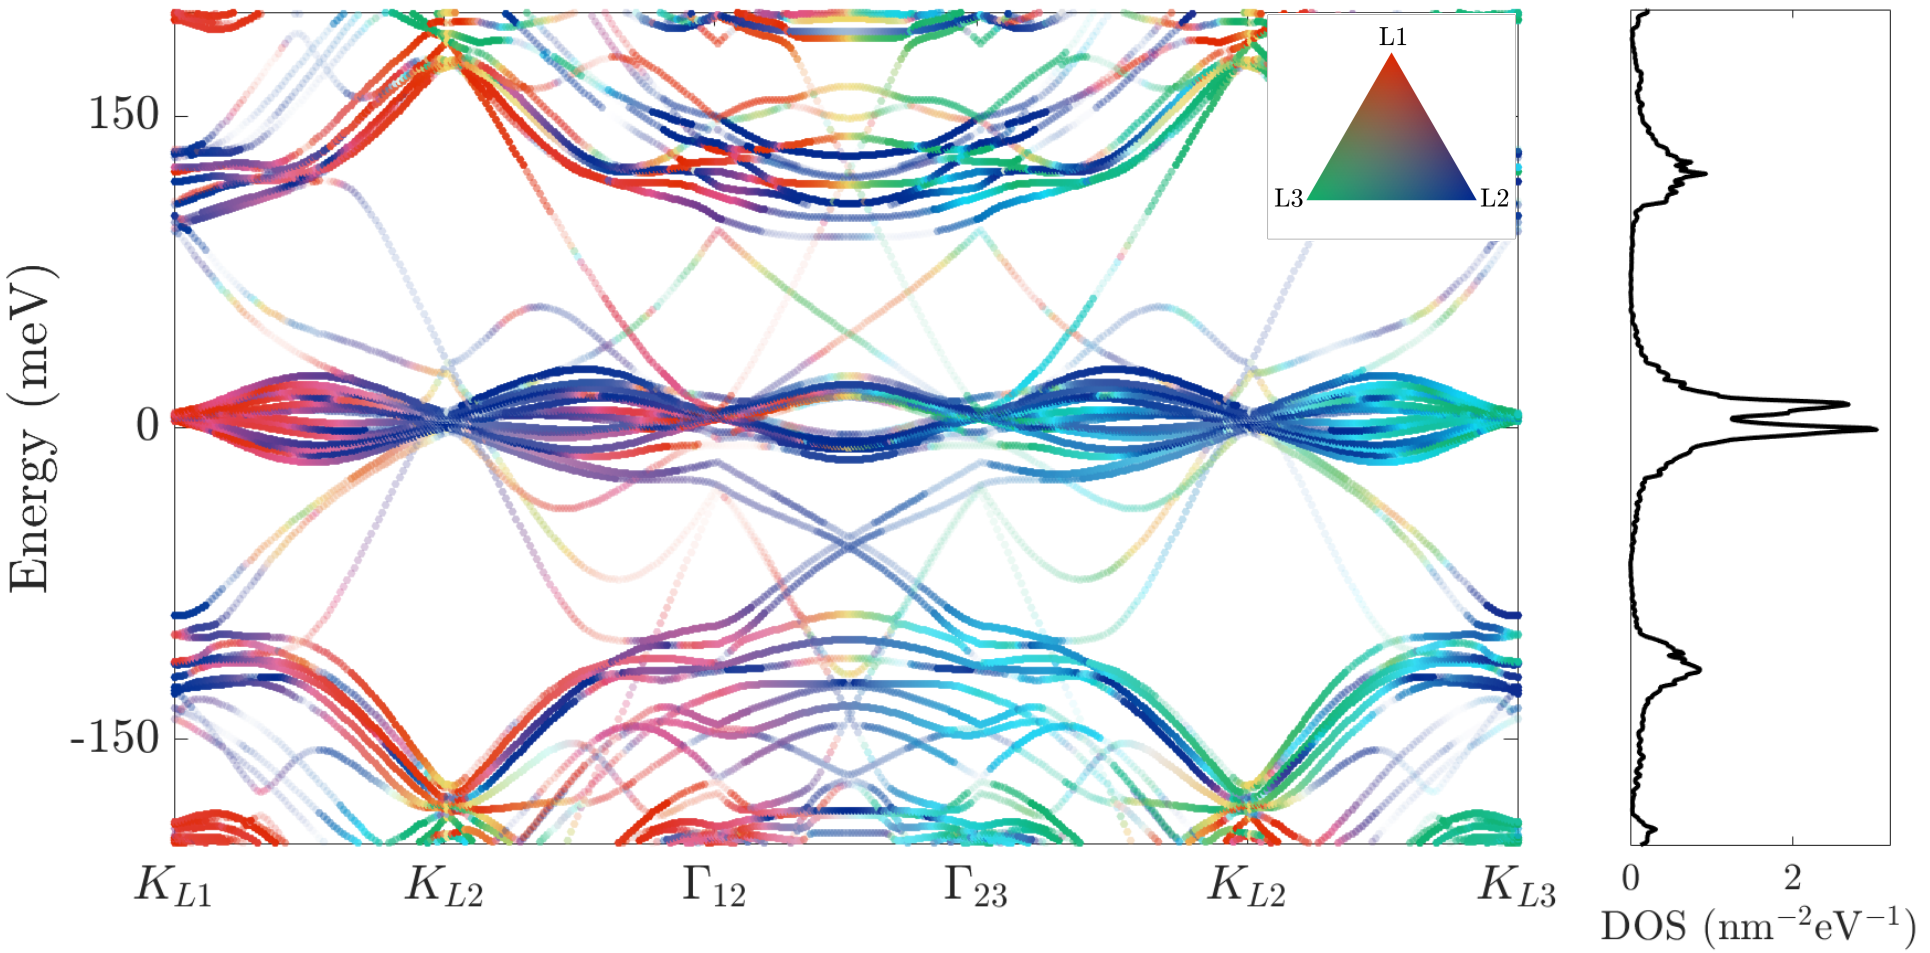 Energy (meV)
150
0
-150
K_{L1}
K_{L2}
Γ_{12}
Γ_{23}
K_{L2}
K_{L3}
L1
L3
L2
0
2
DOS (nm^{−2}eV^{−1})